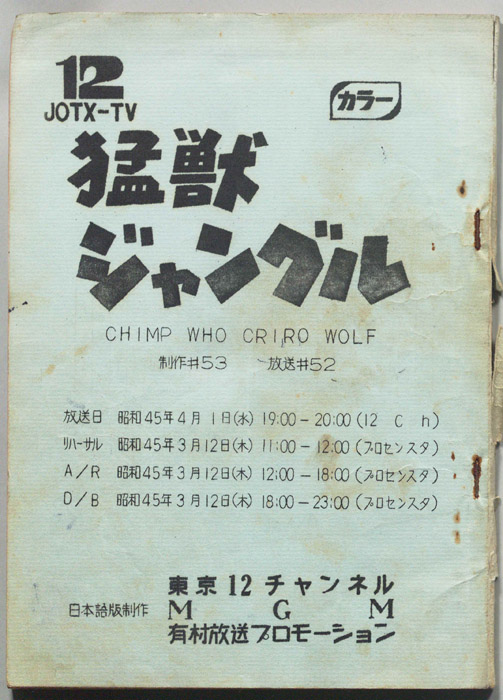 12
JOTX-TV
カラー
猛獣
ジャングル
CHIMP WHO CRIRO WOLF
制作#53 放送#52
放送日 昭和45年4月1日(水) 19:00-20:00(12 C h)
リハーサル 昭和45年3月12日(木) 11:00-12:00(プロセンスタ)
A/R 昭和45年3月12日(木) 12:00-18:00(プロセンスタ)
D/B 昭和45年3月12日(木) 18:00-23:00(プロセンスタ)
東京12チャンネル
日本語版制作 M G M
有村放送プロモーション